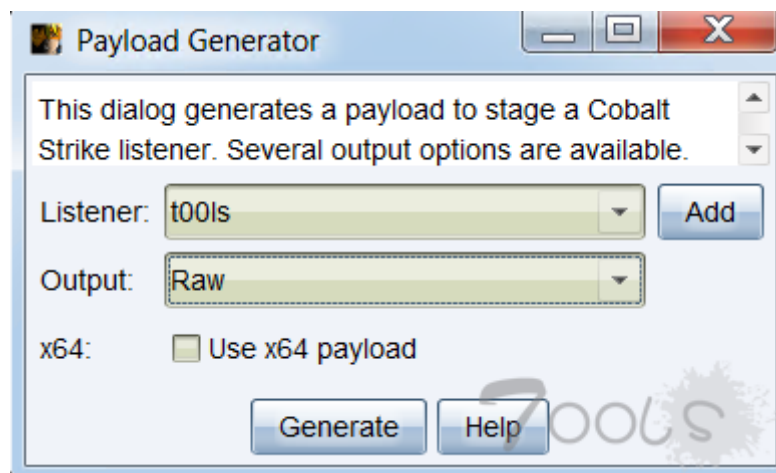 Payload Generator
This dialog generates a payload to stage a Cobalt
Strike listener. Several output options are available.
Listener: t00ls Add
Output: Raw
x64: Use x64 payload
Generate Help
T00LS